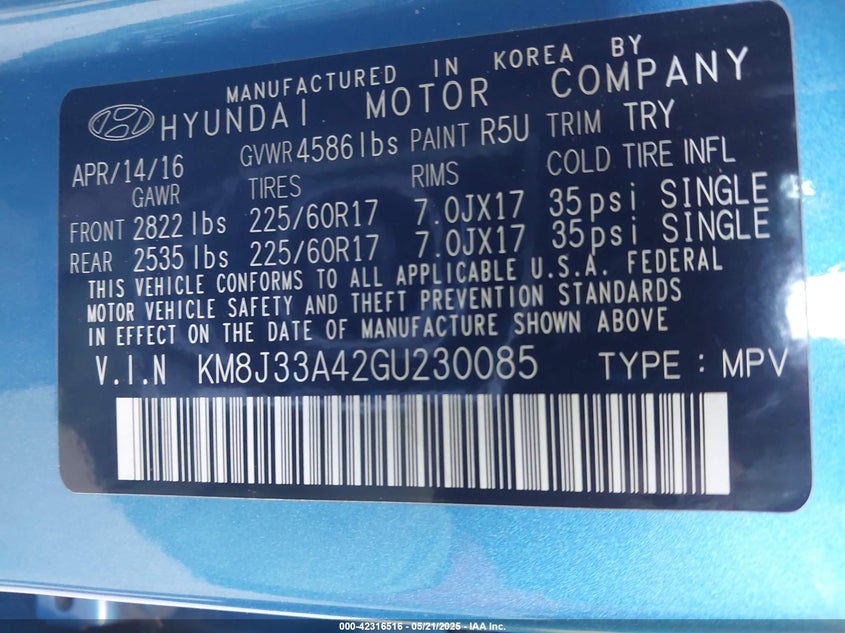 MANUFACTURED IN KOREA BY
HYUNDAI MOTOR COMPANY
APR/14/16 GVWR 4586 lbs PAINT R5U TRIM TRY
GAWR TIRES RIMS COLD TIRE INFL
FRONT 2822 lbs 225/60R17 7.0JX17 35psi SINGLE
REAR 2535 lbs 225/60R17 7.0JX17 35psi SINGLE
THIS VEHICLE CONFORMS TO ALL APPLICABLE U.S.A. FEDERAL
MOTOR VEHICLE SAFETY AND THEFT PREVENTION STANDARDS
IN EFFECT ON THE DATE OF MANUFACTURE SHOWN ABOVE
V.I.N KM8J33A42GU230085 TYPE: MPV
000-42316516 - 05/21/2025 - IAA Inc.